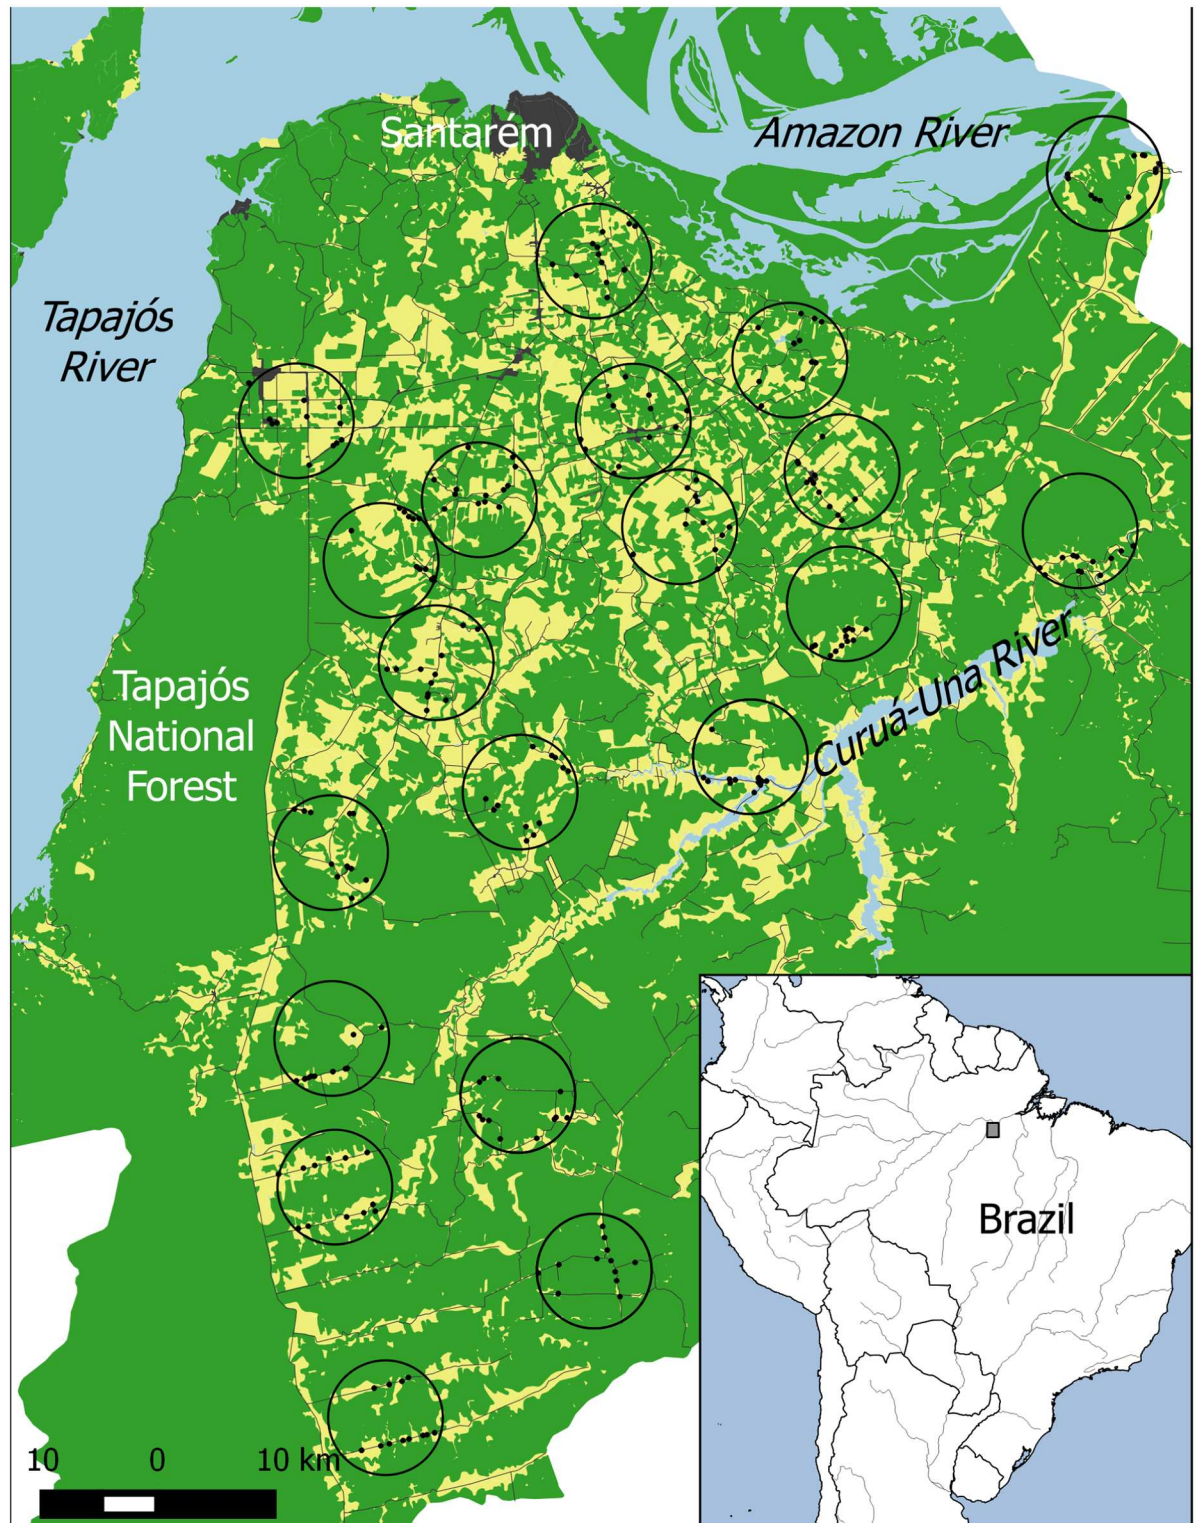 Santarém
Amazon River
Tapajós
River
Tapajós
National
Forest
Curuá-Una River
Brazil
10 0 10 km